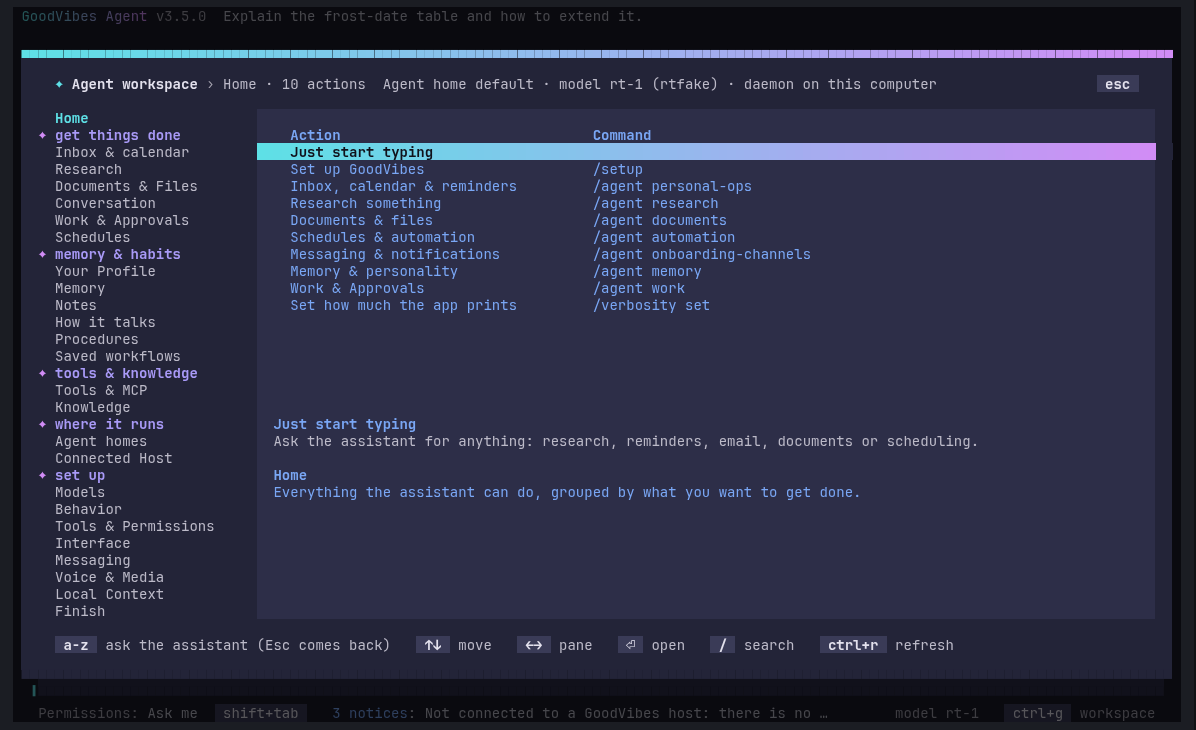 GoodVibes Agent v3.5.0  Explain the frost-date table and how to extend it.
✦ Agent workspace › Home · 10 actions  Agent home default · model rt-1 (rtfake) · daemon on this computer  esc
Home
✦ get things done
Inbox & calendar
Research
Documents & Files
Conversation
Work & Approvals
Schedules
✦ memory & habits
Your Profile
Memory
Notes
How it talks
Procedures
Saved workflows
✦ tools & knowledge
Tools & MCP
Knowledge
✦ where it runs
Agent homes
Connected Host
✦ set up
Models
Behavior
Tools & Permissions
Interface
Messaging
Voice & Media
Local Context
Finish
Action  Command
Just start typing
Set up GoodVibes  /setup
Inbox, calendar & reminders  /agent personal-ops
Research something  /agent research
Documents & files  /agent documents
Schedules & automation  /agent automation
Messaging & notifications  /agent onboarding-channels
Memory & personality  /agent memory
Work & Approvals  /agent work
Set how much the app prints  /verbosity set
Just start typing
Ask the assistant for anything: research, reminders, email, documents or scheduling.
Home
Everything the assistant can do, grouped by what you want to get done.
a-z ask the assistant (Esc comes back)  ↑↓ move  ↔ pane  ⏎ open  / search  ctrl+r refresh
Permissions: Ask me  shift+tab  3 notices: Not connected to a GoodVibes host: there is no …  model rt-1  ctrl+g workspace